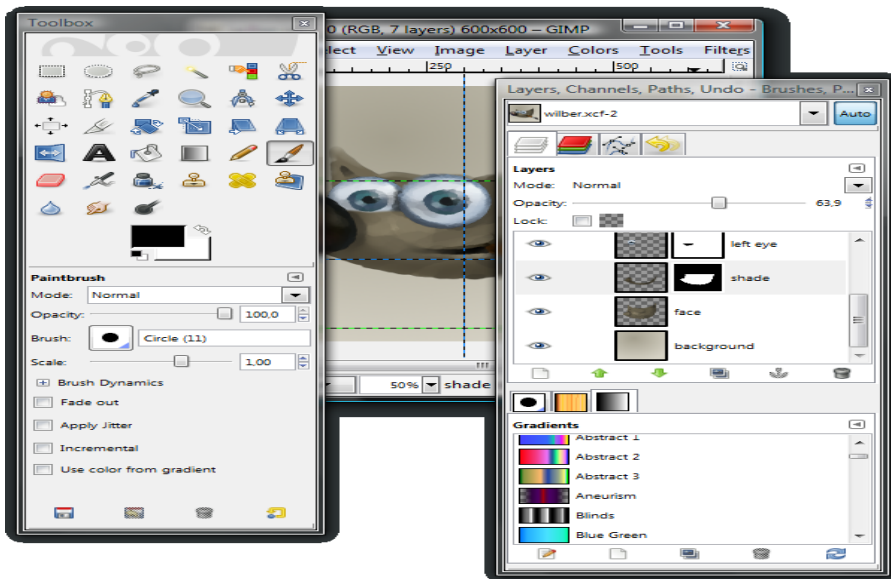 Toolbox
0 (RGB, 7 layers) 600x600 – GIMP
lect View Image Layer Colors Tools Filters
250 500
Paintbrush
Mode: Normal
Opacity: 100,0
Brush: Circle (11)
Scale: 1,00
Brush Dynamics
Fade out
Apply Jitter
Incremental
Use color from gradient
50% shade
Layers, Channels, Paths, Undo - Brushes, P...
wilber.xcf-2 Auto
Layers
Mode: Normal
Opacity: 63,9
Lock:
left eye
shade
face
background
Gradients
Abstract 1
Abstract 2
Abstract 3
Aneurism
Blinds
Blue Green